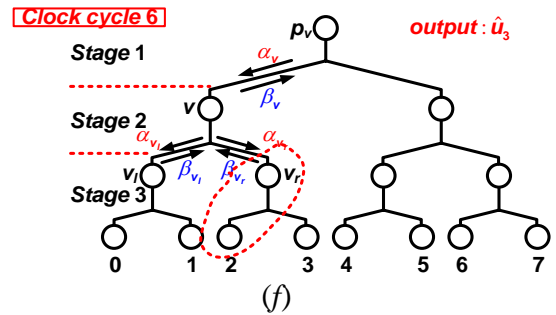 Clock cycle 6
p_v
output : û_3
Stage 1
α_v
β_v
v
Stage 2
α_{v_l}
α_{v_r}
v_l
β_{v_l}
β_{v_r}
v_r
Stage 3
0 1 2 3 4 5 6 7
(f)